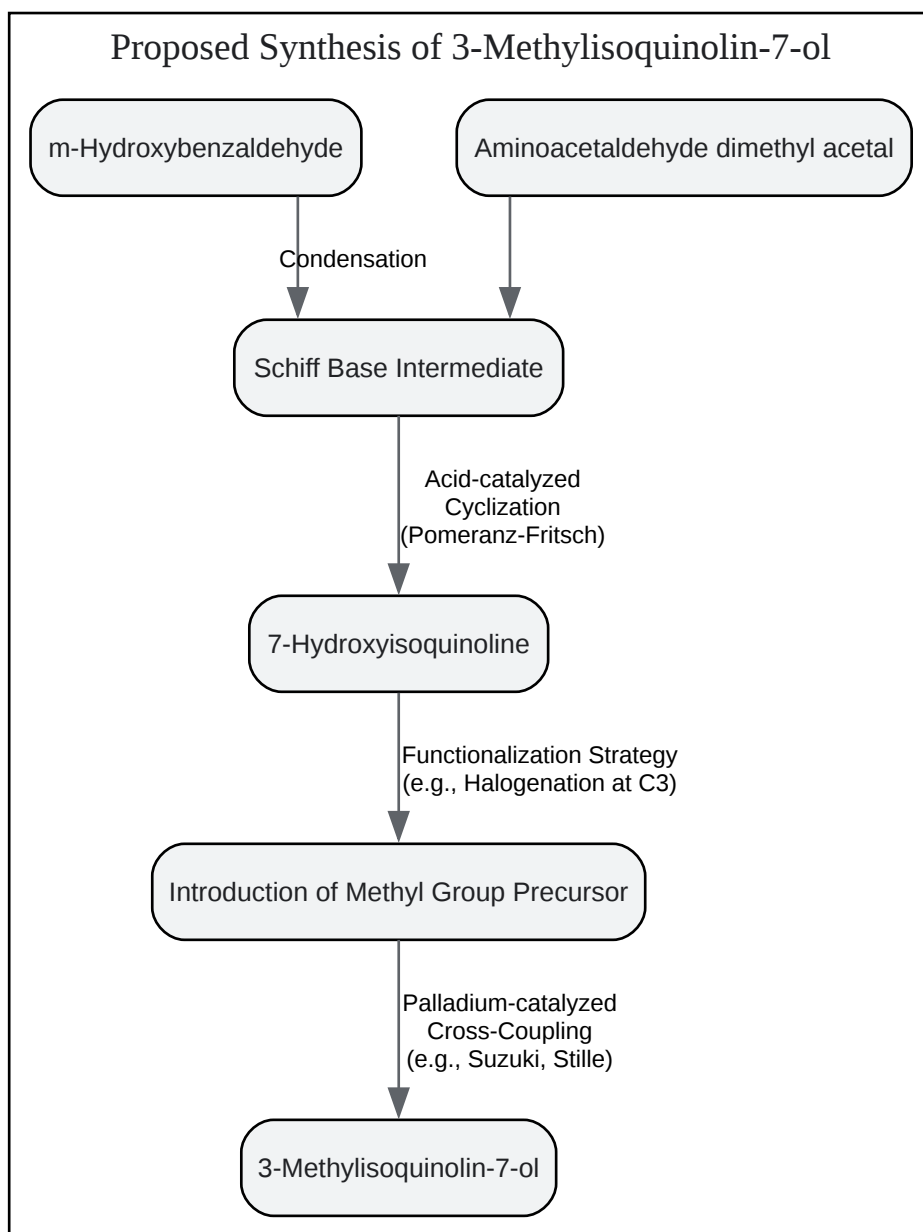 Proposed Synthesis of 3-Methylisoquinolin-7-ol
m-Hydroxybenzaldehyde
Aminoacetaldehyde dimethyl acetal
Condensation
Schiff Base Intermediate
Acid-catalyzed
Cyclization
(Pomeranz-Fritsch)
7-Hydroxyisoquinoline
Functionalization Strategy
(e.g., Halogenation at C3)
Introduction of Methyl Group Precursor
Palladium-catalyzed
Cross-Coupling
(e.g., Suzuki, Stille)
3-Methylisoquinolin-7-ol